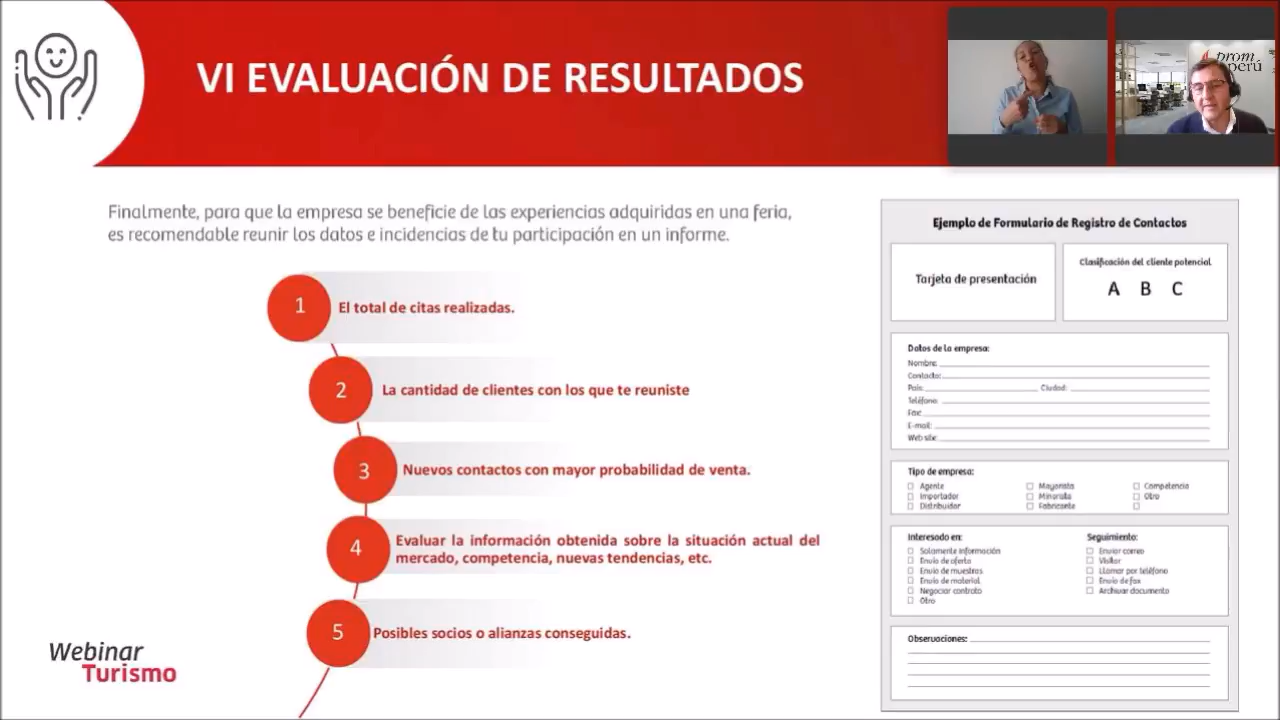 VI EVALUACIÓN DE RESULTADOS
prom
perú
Finalmente, para que la empresa se beneficie de las experiencias adquiridas en una feria,
es recomendable reunir los datos e incidencias de tu participación en un informe.
1
El total de citas realizadas.
2
La cantidad de clientes con los que te reuniste
3
Nuevos contactos con mayor probabilidad de venta.
4
Evaluar la información obtenida sobre la situación actual del
mercado, competencia, nuevas tendencias, etc.
5
Posibles socios o alianzas conseguidas.
Webinar
Turismo
Ejemplo de Formulario de Registro de Contactos
Tarjeta de presentación
Clasificación del cliente potencial
A B C
Datos de la empresa:
Nombre:
Contacto:
País: Ciudad:
Teléfono:
Fax:
E-mail:
Web site:
Tipo de empresa:
Agente Mayorista Competencia
Importador Minorista Otro
Distribuidor Fabricante
Interesado en: Seguimiento:
Solamente información Enviar correo
Envío de oferta Visitar
Envío de muestras Llamar por teléfono
Envío de material Envío de fax
Negociar contrato Archivar documento
Otro
Observaciones: